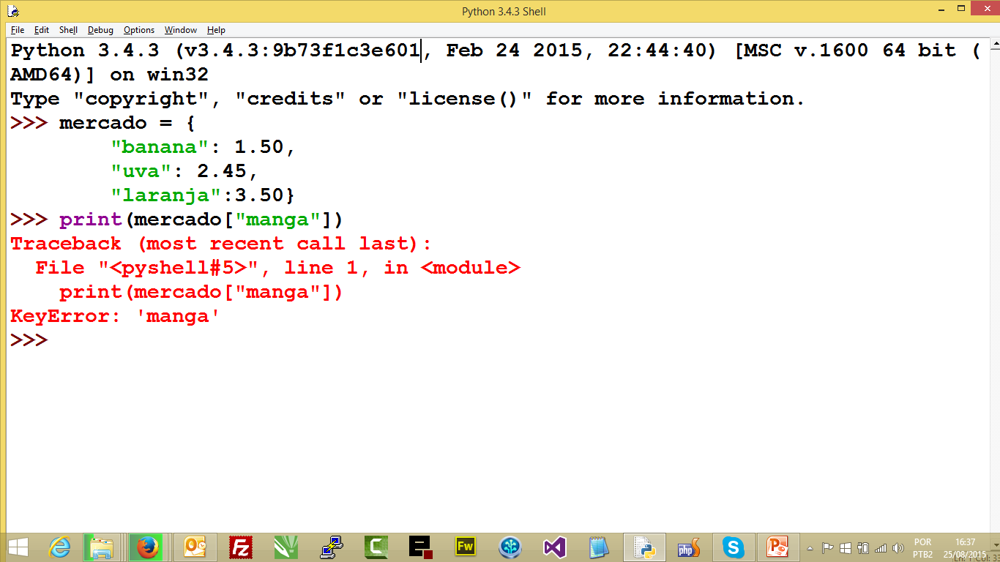 Python 3.4.3 Shell
File Edit Shell Debug Options Window Help
Python 3.4.3 (v3.4.3:9b73f1c3e601, Feb 24 2015, 22:44:40) [MSC v.1600 64 bit (
AMD64)] on win32
Type "copyright", "credits" or "license()" for more information.
>>> mercado = {
        "banana": 1.50,
        "uva": 2.45,
        "laranja":3.50}
>>> print(mercado["manga"])
Traceback (most recent call last):
  File "<pyshell#5>", line 1, in <module>
    print(mercado["manga"])
KeyError: 'manga'
>>>
Fz Fw php S P
POR 16:37
PTB2 25/08/2015